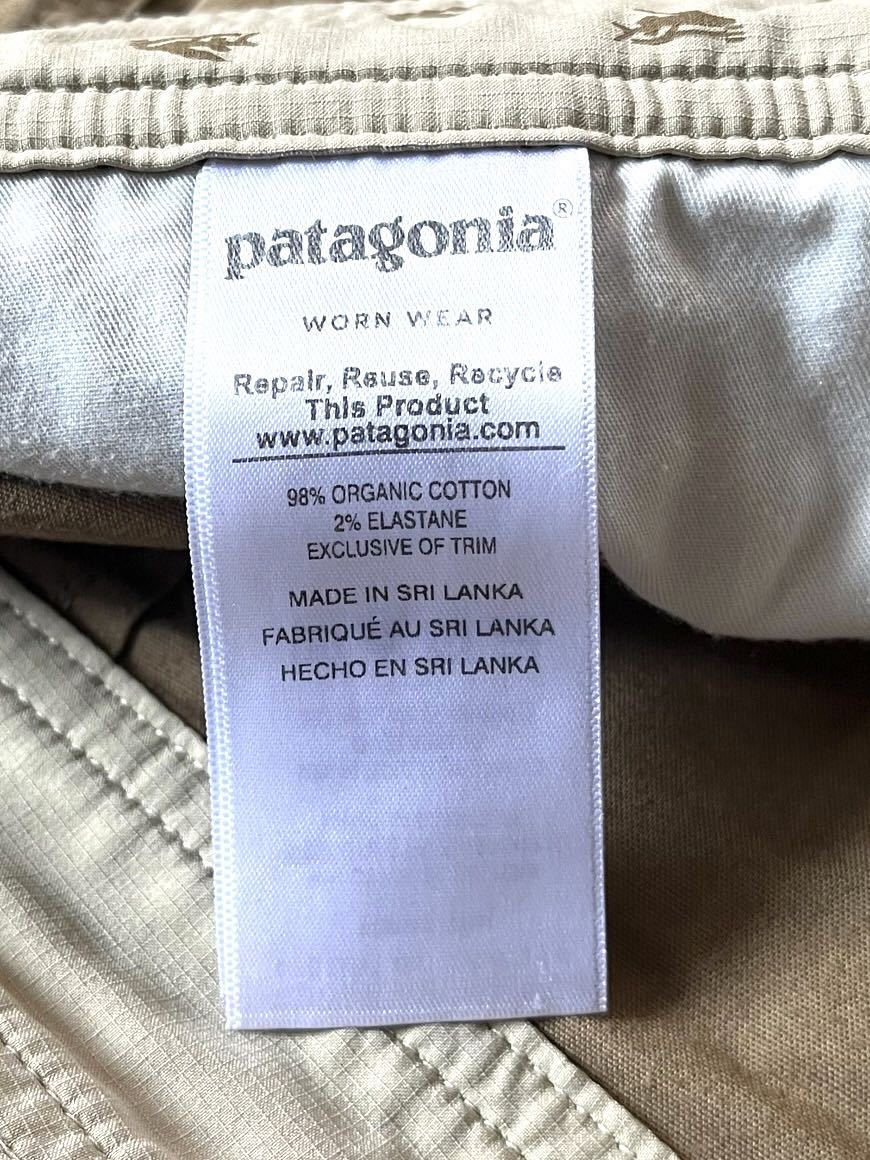 patagonia®
WORN WEAR
Repair, Reuse, Recycle
This Product
www.patagonia.com
98% ORGANIC COTTON
2% ELASTANE
EXCLUSIVE OF TRIM
MADE IN SRI LANKA
FABRIQUÉ AU SRI LANKA
HECHO EN SRI LANKA